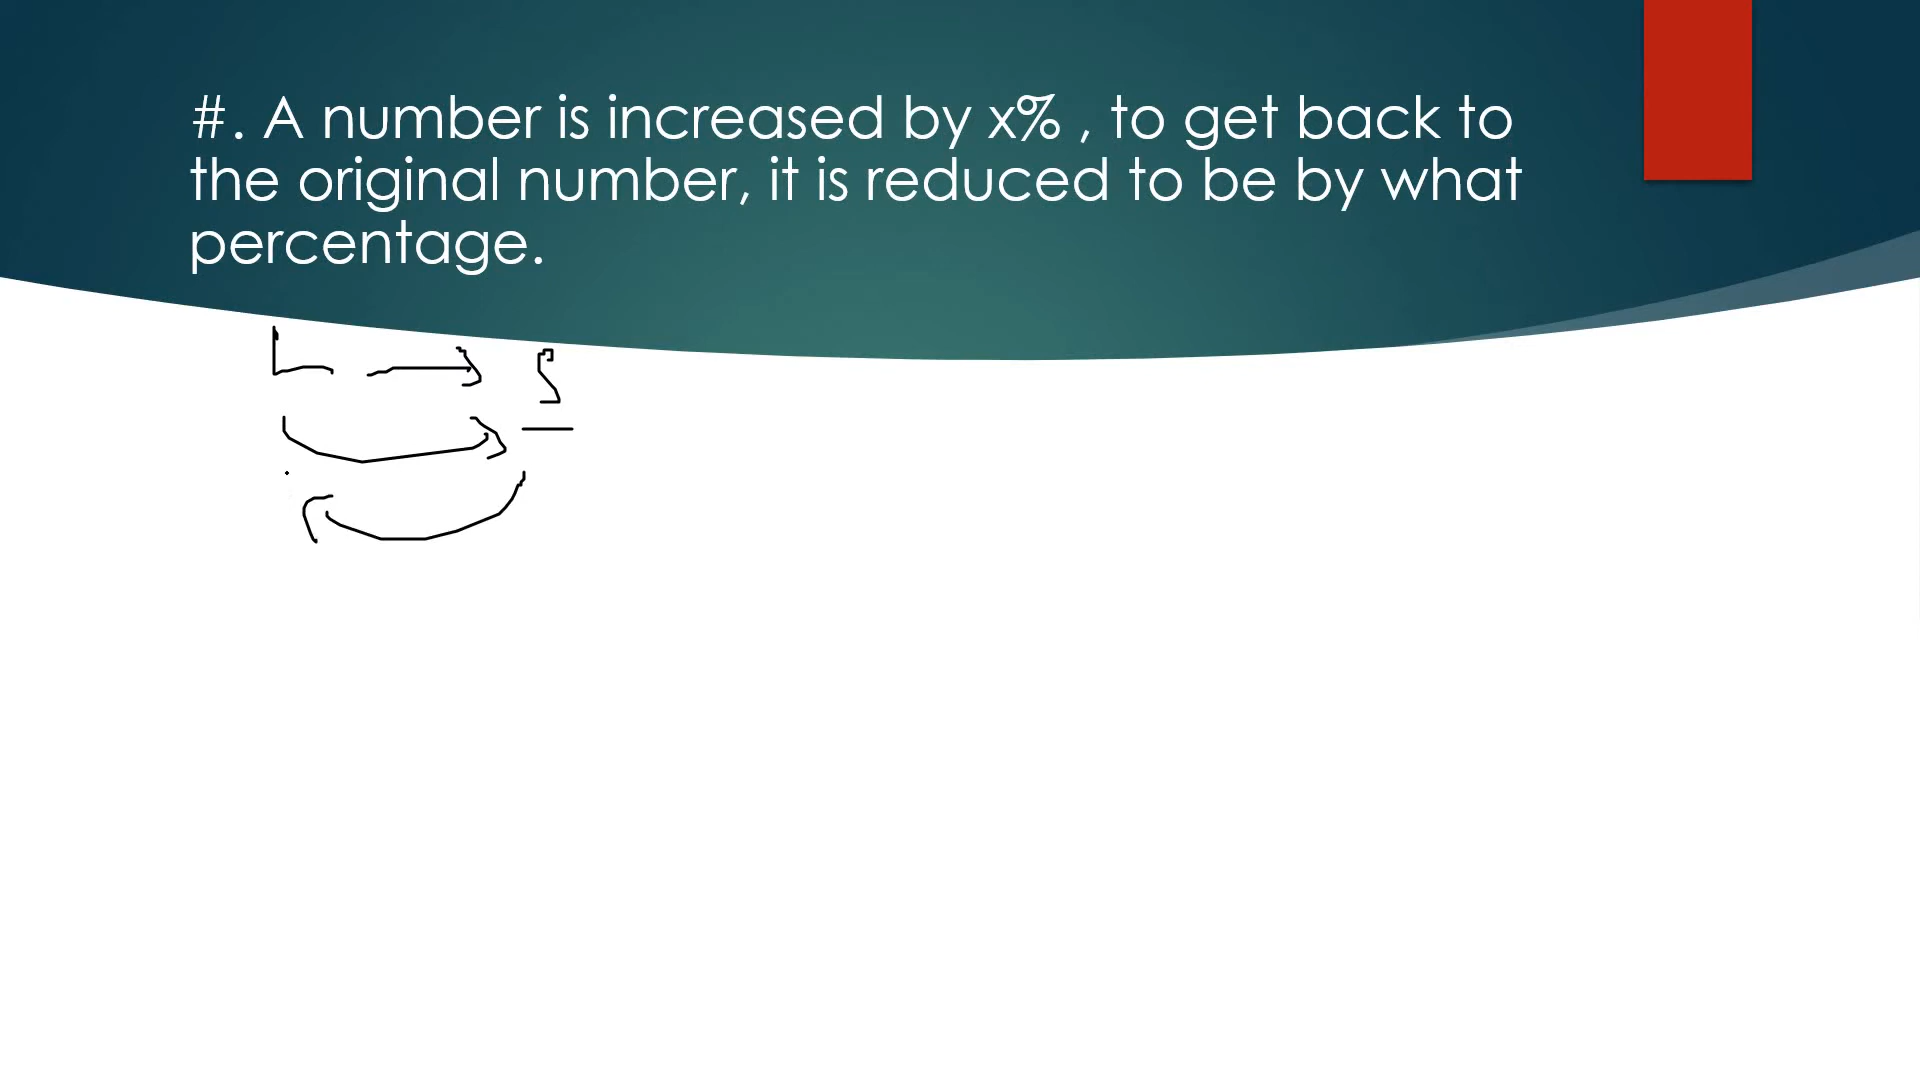 #. A number is increased by x% , to get back to
the original number, it is reduced to be by what
percentage.
L → S